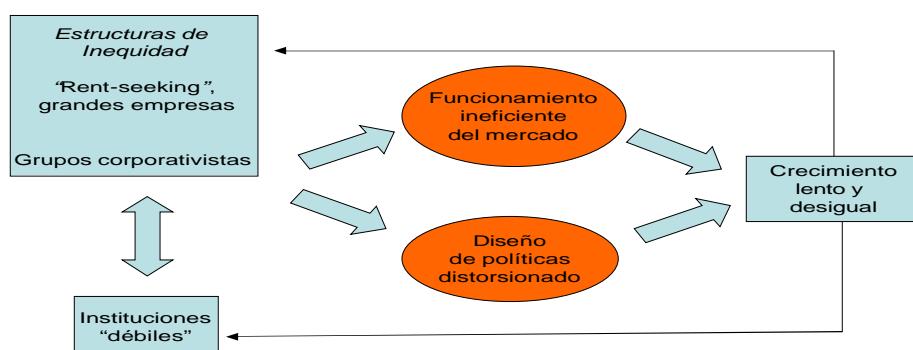 Estructuras de
Inequidad
“Rent-seeking”,
grandes empresas
Grupos corporativistas
Funcionamiento
ineficiente
del mercado
Crecimiento
lento y
desigual
Diseño
de políticas
distorsionado
Instituciones
“débiles”